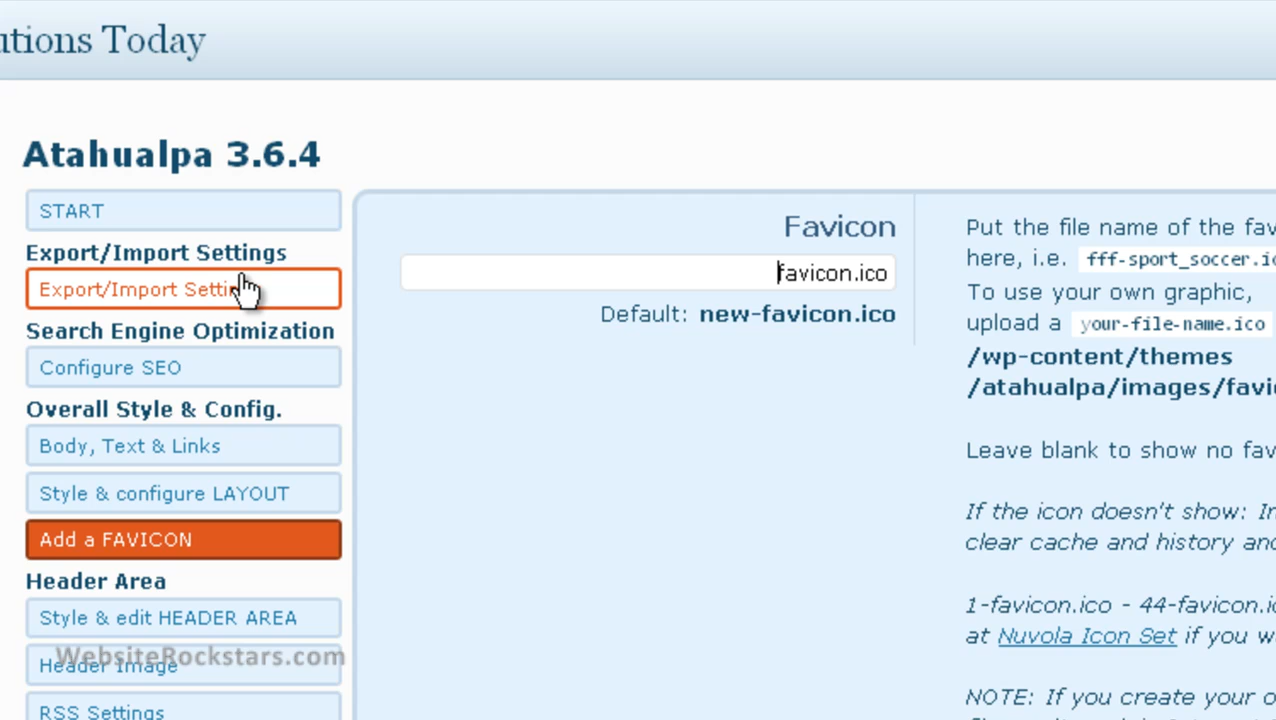 utions Today
Atahualpa 3.6.4
START
Export/Import Settings
Export/Import
Search Engine Optimization
Configure SEO
Overall Style & Config.
Body, Text & Links
Style & configure LAYOUT
Add a FAVICON
Header Area
Style & edit HEADER AREA
Header Image
RSS Settings
WebsiteRockstars.com
Favicon
favicon.ico
Default: new-favicon.ico
Put the file name of the fav
here, i.e. fff-sport_soccer.ic
To use your own graphic,
upload a your-file-name.ico
/wp-content/themes
/atahualpa/images/favi
Leave blank to show no fav
If the icon doesn't show: In
clear cache and history and
1-favicon.ico - 44-favicon.i
at Nuvola Icon Set if you w
NOTE: If you create your o